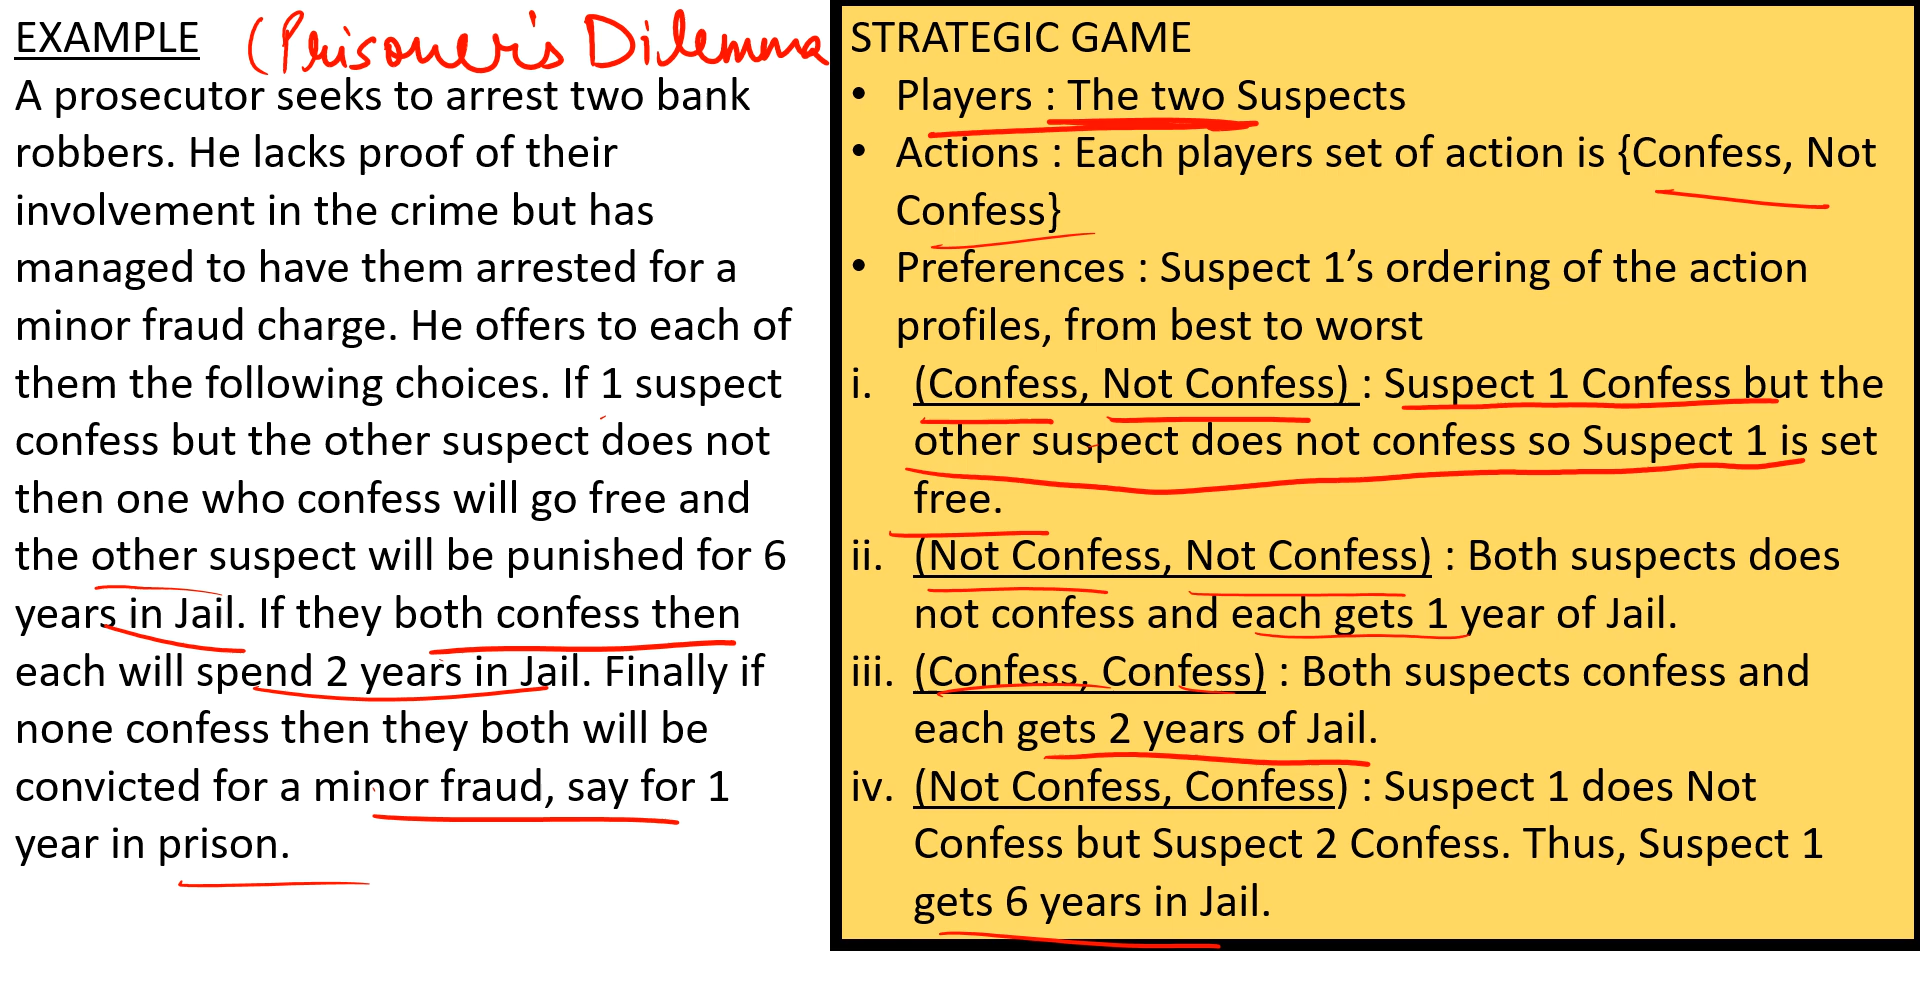 EXAMPLE (Prisoner's Dilemma
A prosecutor seeks to arrest two bank
robbers. He lacks proof of their
involvement in the crime but has
managed to have them arrested for a
minor fraud charge. He offers to each of
them the following choices. If 1 suspect
confess but the other suspect does not
then one who confess will go free and
the other suspect will be punished for 6
years in Jail. If they both confess then
each will spend 2 years in Jail. Finally if
none confess then they both will be
convicted for a minor fraud, say for 1
year in prison.
STRATEGIC GAME
• Players : The two Suspects
• Actions : Each players set of action is {Confess, Not
Confess}
• Preferences : Suspect 1’s ordering of the action
profiles, from best to worst
i. (Confess, Not Confess) : Suspect 1 Confess but the
other suspect does not confess so Suspect 1 is set
free.
ii. (Not Confess, Not Confess) : Both suspects does
not confess and each gets 1 year of Jail.
iii. (Confess, Confess) : Both suspects confess and
each gets 2 years of Jail.
iv. (Not Confess, Confess) : Suspect 1 does Not
Confess but Suspect 2 Confess. Thus, Suspect 1
gets 6 years in Jail.